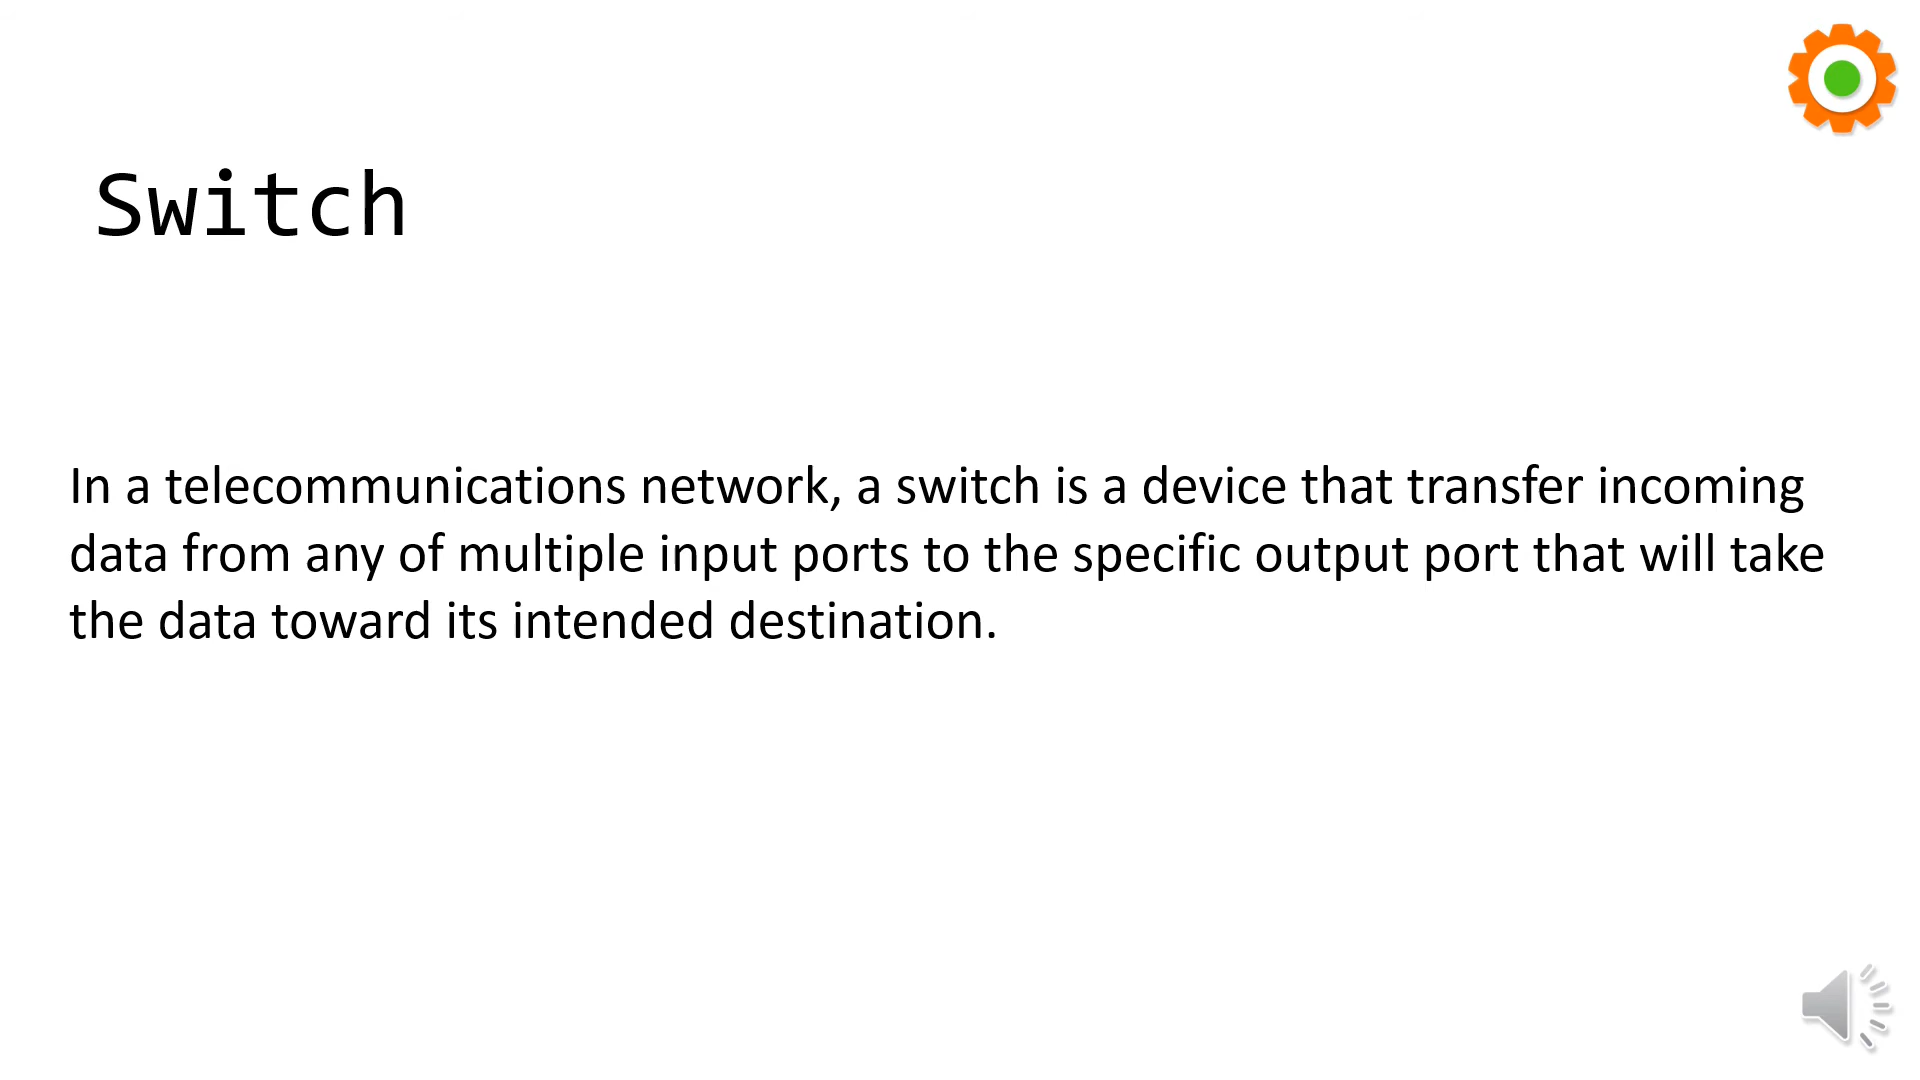 Switch
In a telecommunications network, a switch is a device that transfer incoming
data from any of multiple input ports to the specific output port that will take
the data toward its intended destination.